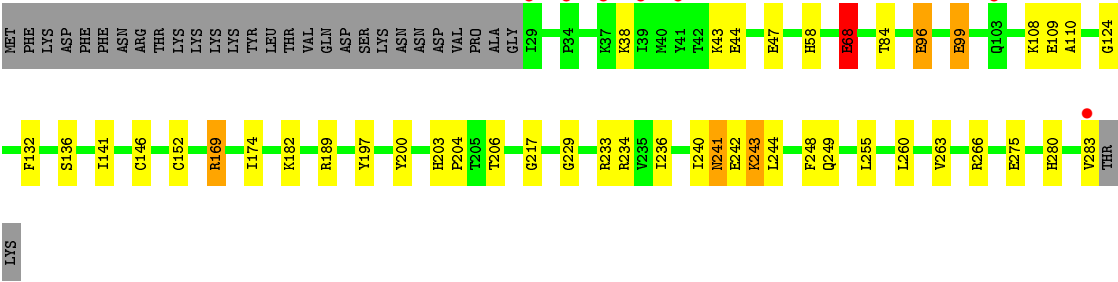 MET PHE LYS ASP PHE PHE ASN ARG THR LYS LYS LYS LYS TYR LEU THR VAL GLN ASP SER LYS ASN ASN ASP VAL PRO ALA GLY I29 P34 K37 K38 I39 M40 Y41 T42 K43 E44 E47 H58 E68 T84 E96 E99 Q103 K108 E109 A110 G124
F132 S136 I141 C146 C152 R169 I174 K182 R189 Y197 Y200 H203 P204 T205 T206 G217 G229 R233 R234 V235 I236 I240 N241 E242 K243 L244 F248 Q249 L255 L260 V263 R266 E275 H280 V283 THR
LYS